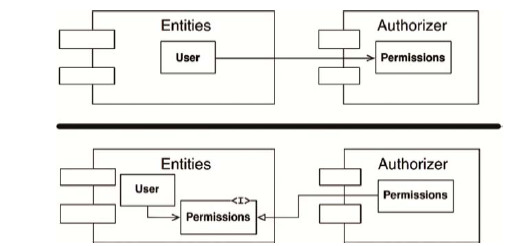 Entities
Authorizer
User
Permissions
Entities
Authorizer
User
<I>
Permissions
Permissions